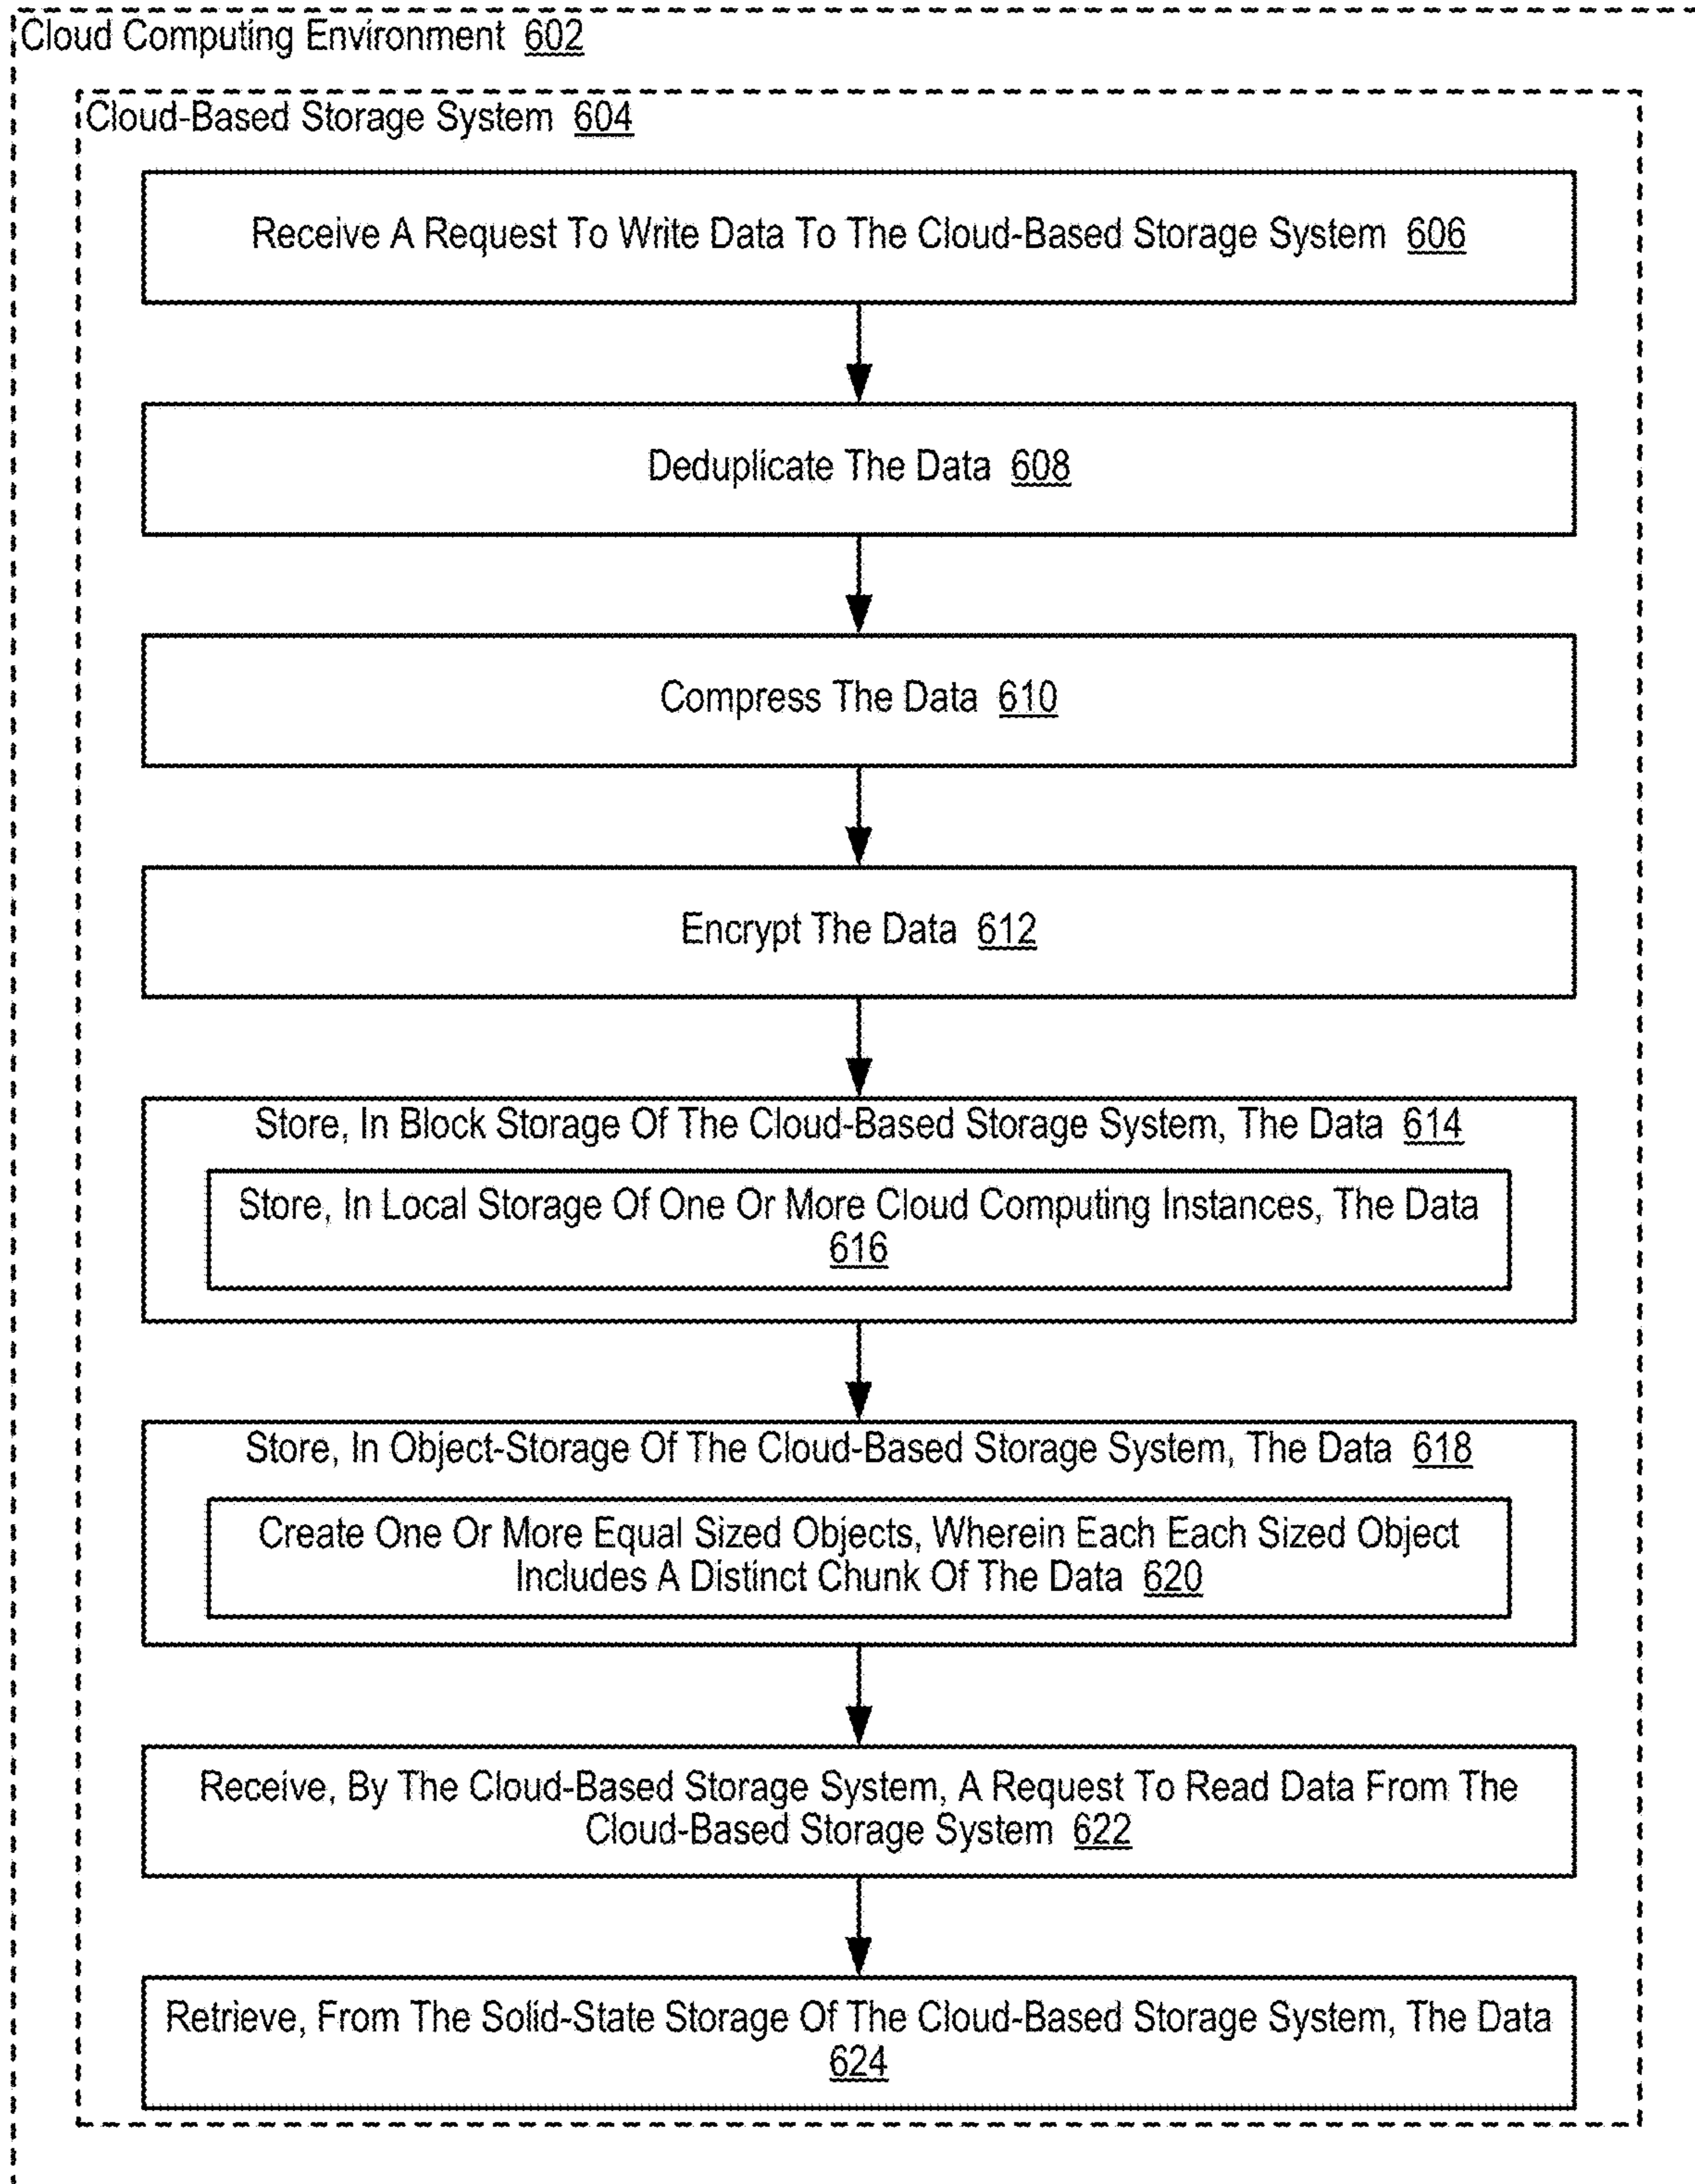 Cloud Computing Environment 602
Cloud-Based Storage System 604
Receive A Request To Write Data To The Cloud-Based Storage System 606
Deduplicate The Data 608
Compress The Data 610
Encrypt The Data 612
Store, In Block Storage Of The Cloud-Based Storage System, The Data 614
Store, In Local Storage Of One Or More Cloud Computing Instances, The Data
616
Store, In Object-Storage Of The Cloud-Based Storage System, The Data 618
Create One Or More Equal Sized Objects, Wherein Each Each Sized Object
Includes A Distinct Chunk Of The Data 620
Receive, By The Cloud-Based Storage System, A Request To Read Data From The
Cloud-Based Storage System 622
Retrieve, From The Solid-State Storage Of The Cloud-Based Storage System, The Data
624